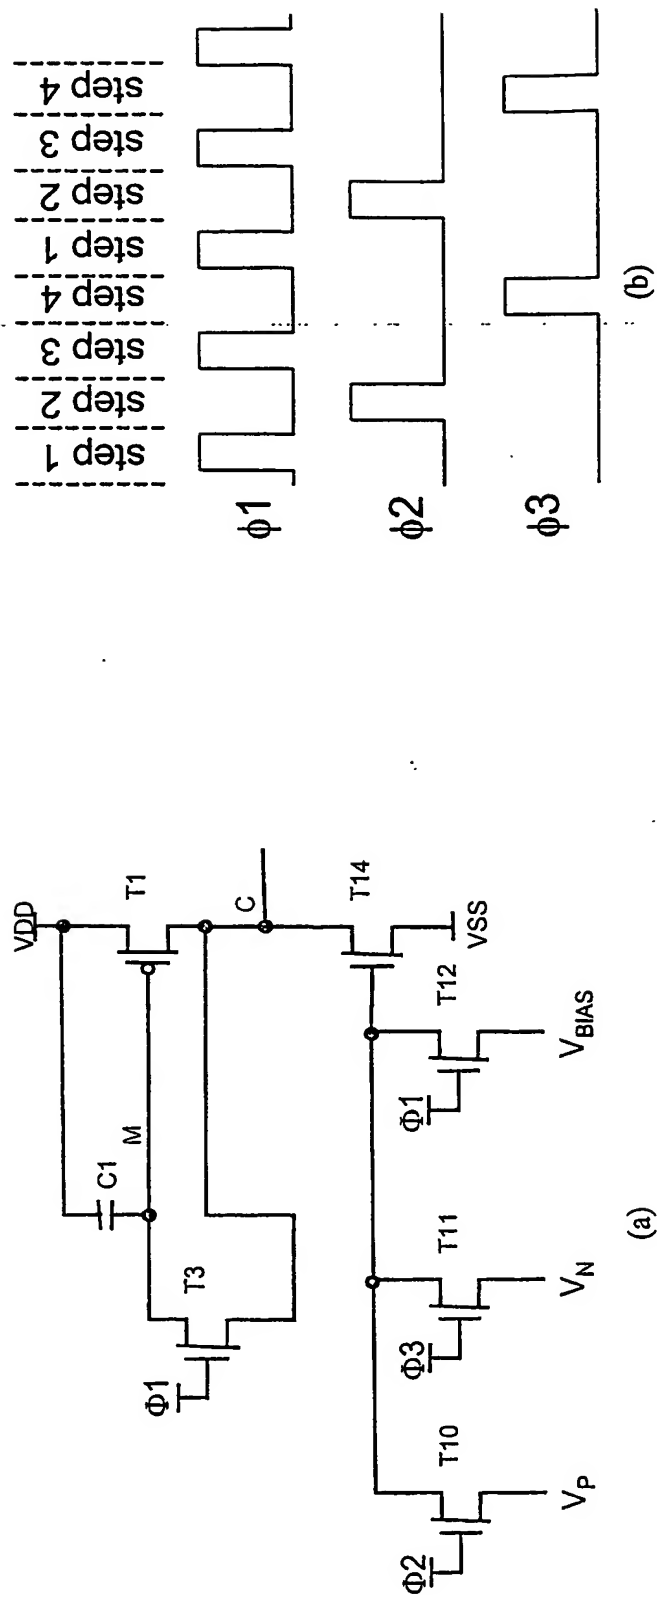 step 1
step 2
step 3
step 4
step 1
step 2
step 3
step 4
ϕ1
ϕ2
ϕ3
(b)
VDD
T1
C1
M
T3
Φ1
C
T14
VSS
T12
Φ1
V_BIAS
T11
Φ3
V_N
T10
Φ2
V_P
(a)